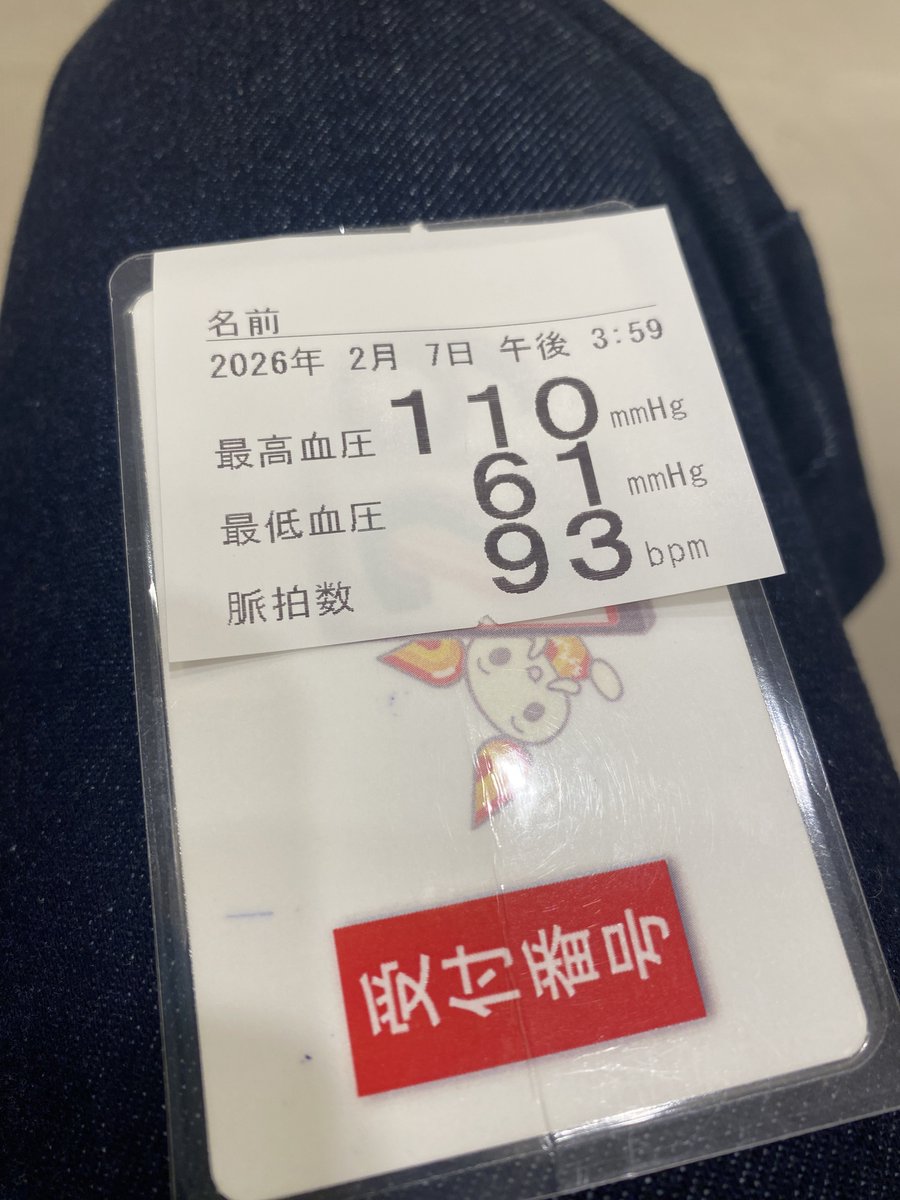 名前
2026年 2月 7日 午後 3:59
最高血圧 110 mmHg
最低血圧 61 mmHg
脈拍数 93 bpm
受付番号